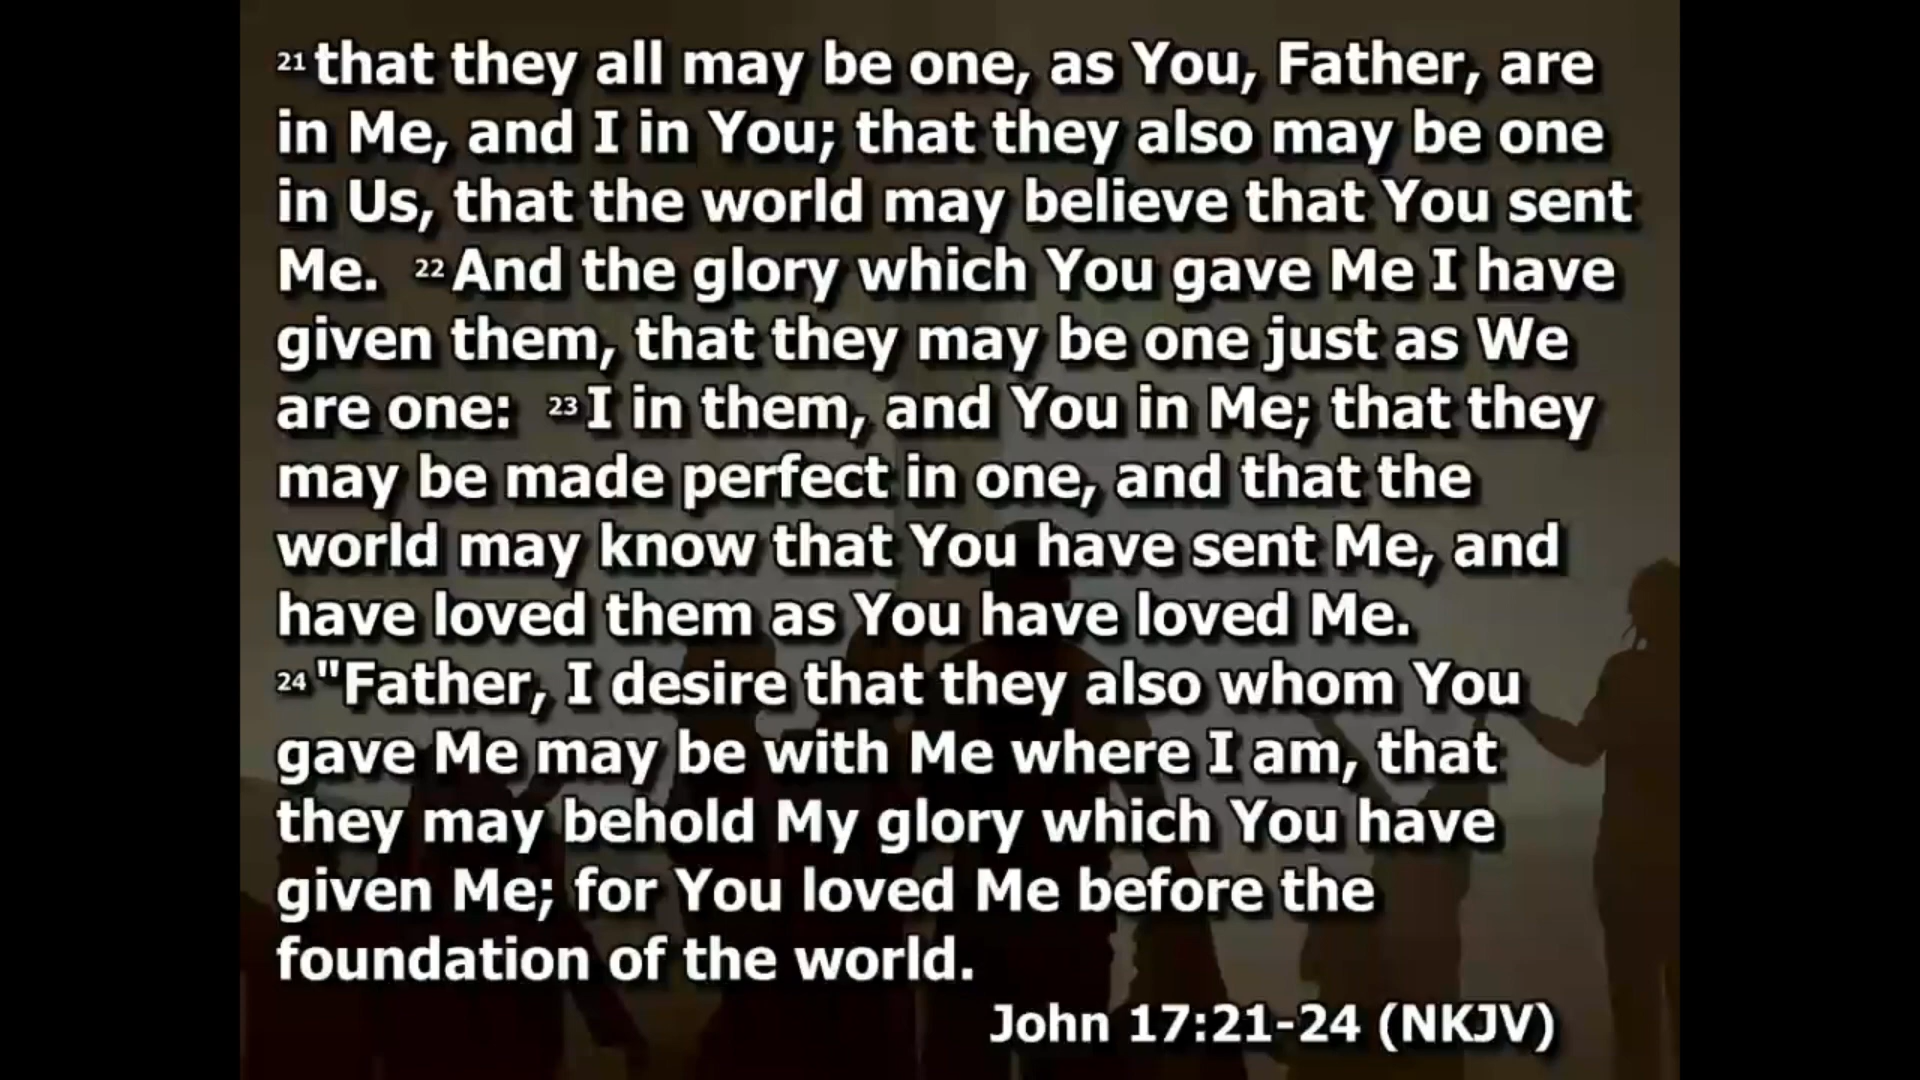 21 that they all may be one, as You, Father, are
in Me, and I in You; that they also may be one
in Us, that the world may believe that You sent
Me. 22 And the glory which You gave Me I have
given them, that they may be one just as We
are one: 23 I in them, and You in Me; that they
may be made perfect in one, and that the
world may know that You have sent Me, and
have loved them as You have loved Me.
24 "Father, I desire that they also whom You
gave Me may be with Me where I am, that
they may behold My glory which You have
given Me; for You loved Me before the
foundation of the world.
John 17:21-24 (NKJV)